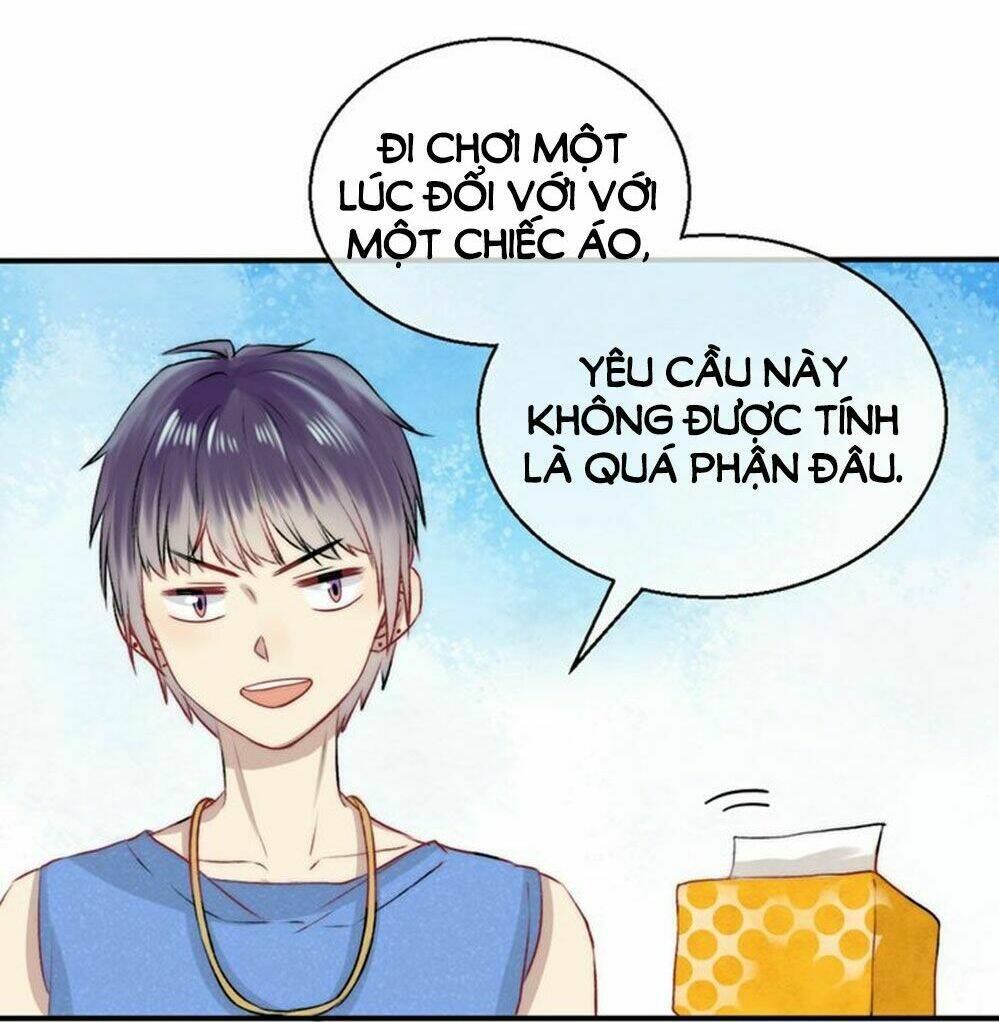 ĐI CHƠI MỘT
LÚC ĐỔI VỚI VỚI
MỘT CHIẾC ÁO,
YÊU CẦU NÀY
KHÔNG ĐƯỢC TÍNH
LÀ QUÁ PHẬN ĐÂU.